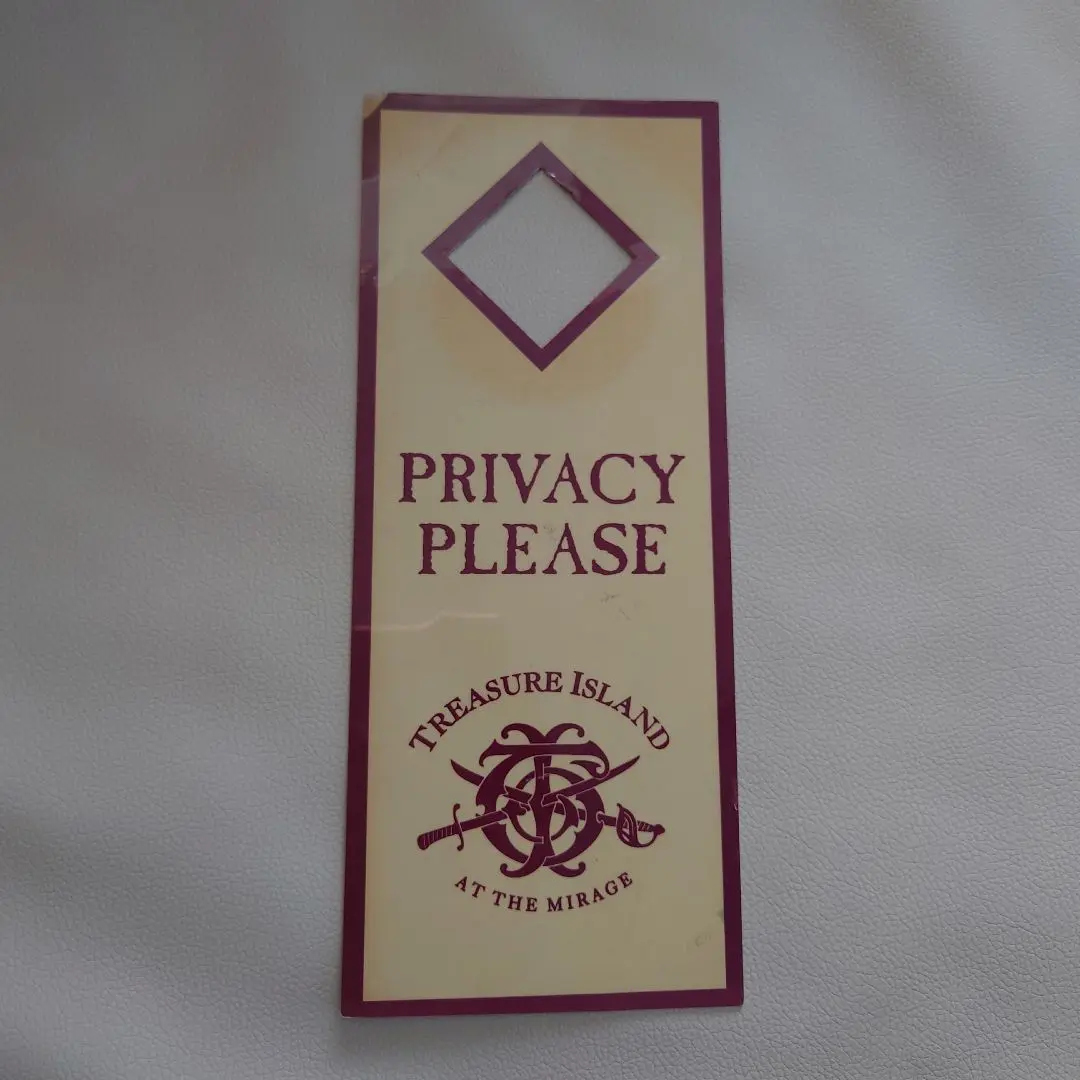 PRIVACY
PLEASE
TREASURE ISLAND
AT THE MIRAGE